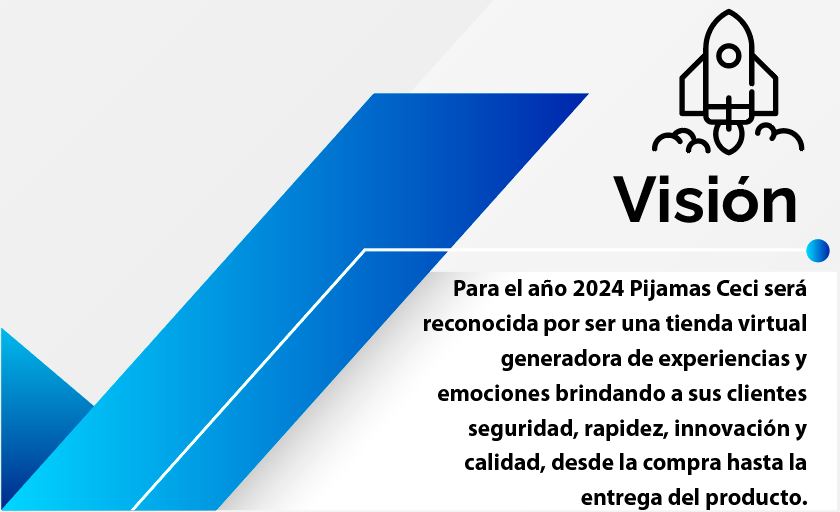 Visión
Para el año 2024 Pijamas Ceci será
reconocida por ser una tienda virtual
generadora de experiencias y
emociones brindando a sus clientes
seguridad, rapidez, innovación y
calidad, desde la compra hasta la
entrega del producto.